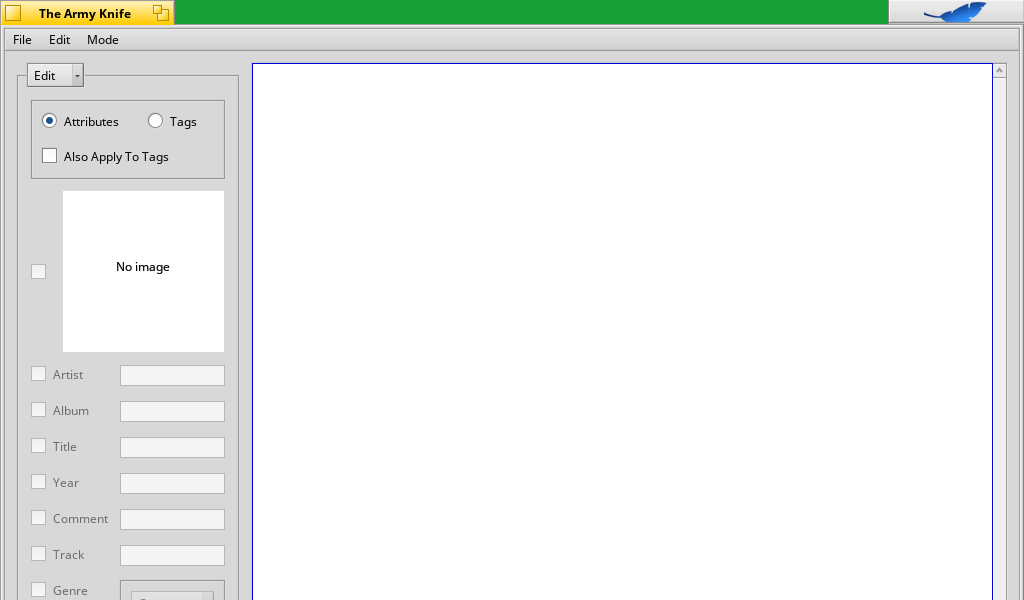 The Army Knife
File Edit Mode
Edit
Attributes Tags
Also Apply To Tags
No image
Artist
Album
Title
Year
Comment
Track
Genre